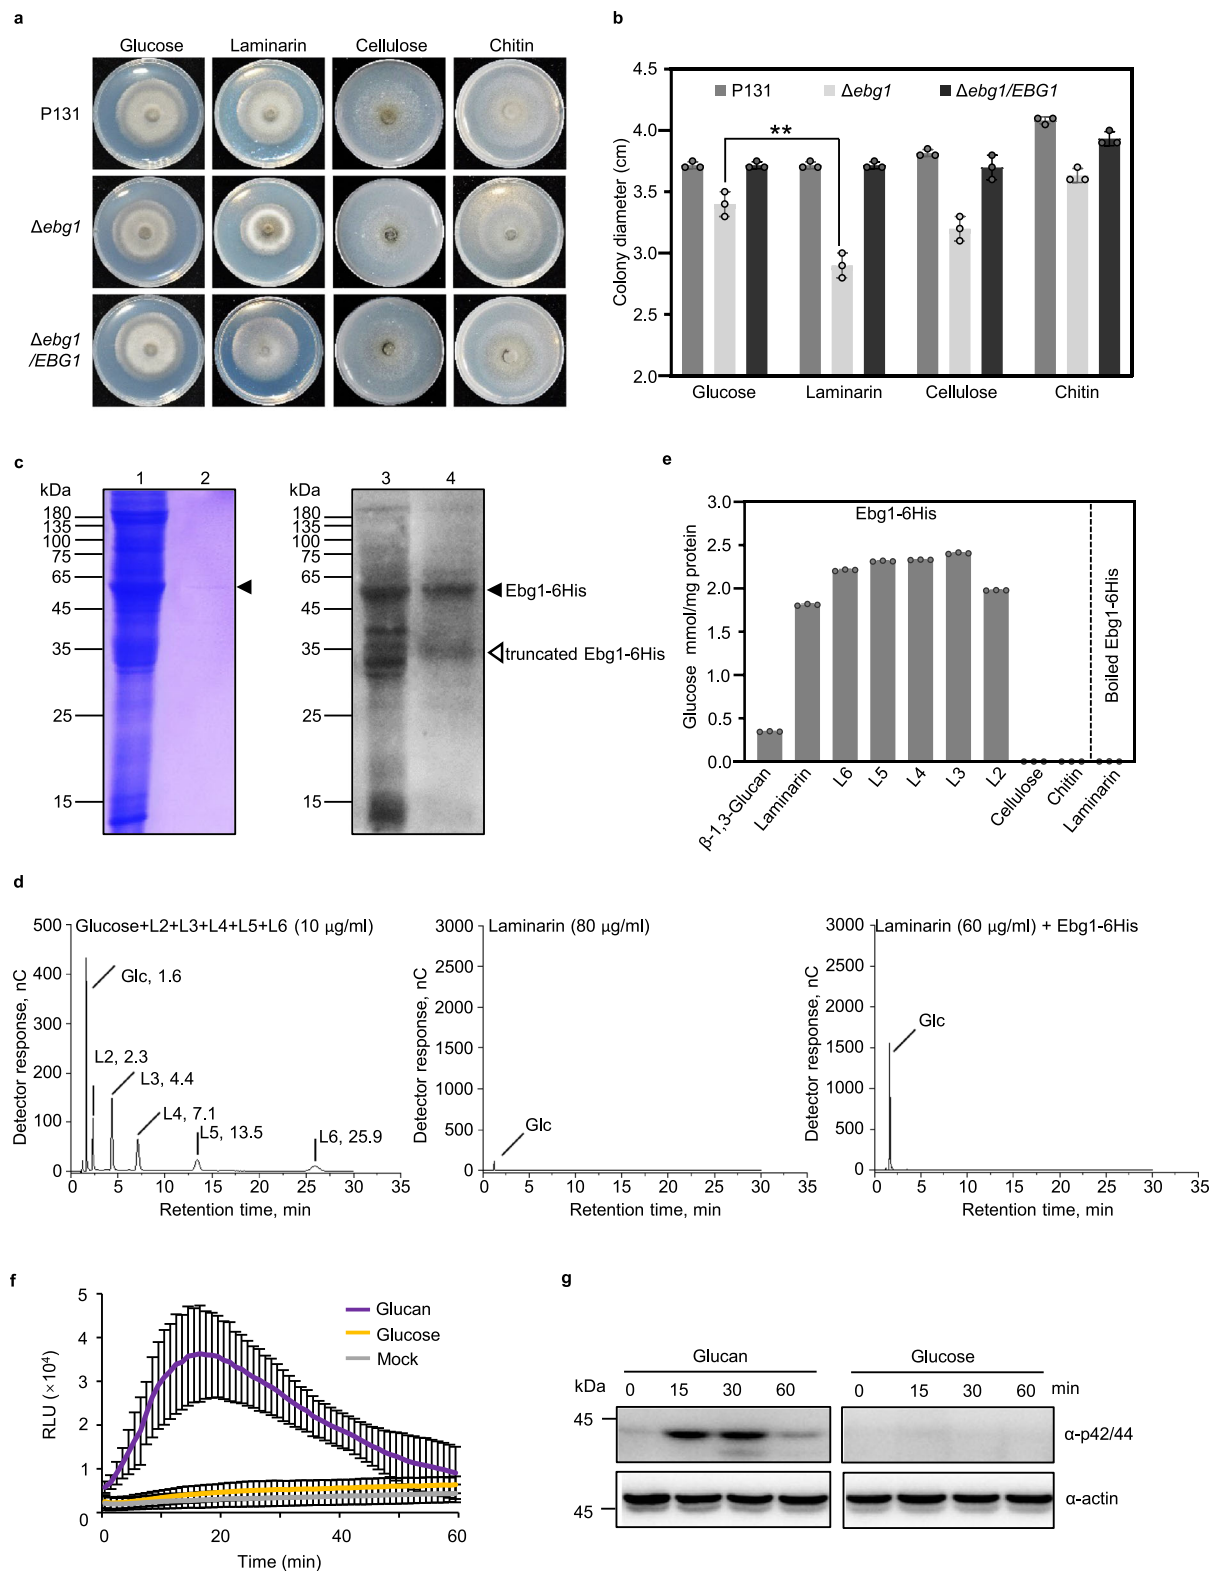 a
Glucose Laminarin Cellulose Chitin
P131
Δebg1
Δebg1
/EBG1
b
4.5
4.0
3.5
3.0
2.5
2.0
Colony diameter (cm)
P131 Δebg1 Δebg1/EBG1
**
Glucose Laminarin Cellulose Chitin
c
1 2
kDa
180
135
100
75
65
45
35
25
15
3 4
kDa
180
135
100
75
65
45
35
25
15
Ebg1-6His
truncated Ebg1-6His
e
3.0
2.5
2.0
1.5
1.0
0.5
0.0
Glucose mmol/mg protein
Ebg1-6His
Boiled Ebg1-6His
β-1,3-Glucan
Laminarin
L6
L5
L4
L3
L2
Cellulose
Chitin
Laminarin
d
Glucose+L2+L3+L4+L5+L6 (10 μg/ml)
500
400
300
200
100
0
Detector response, nC
Glc, 1.6
L2, 2.3
L3, 4.4
L4, 7.1
L5, 13.5
L6, 25.9
0 5 10 15 20 25 30 35
Retention time, min
Laminarin (80 μg/ml)
3000
2500
2000
1500
1000
500
0
Detector response, nC
Glc
0 5 10 15 20 25 30 35
Retention time, min
Laminarin (60 μg/ml) + Ebg1-6His
3000
2500
2000
1500
1000
500
0
Detector response, nC
Glc
0 5 10 15 20 25 30 35
Retention time, min
f
5
4
3
2
1
0
RLU (×10⁴)
Glucan
Glucose
Mock
0 20 40 60
Time (min)
g
Glucan Glucose
kDa 0 15 30 60 0 15 30 60 min
45
α-p42/44
α-actin
45